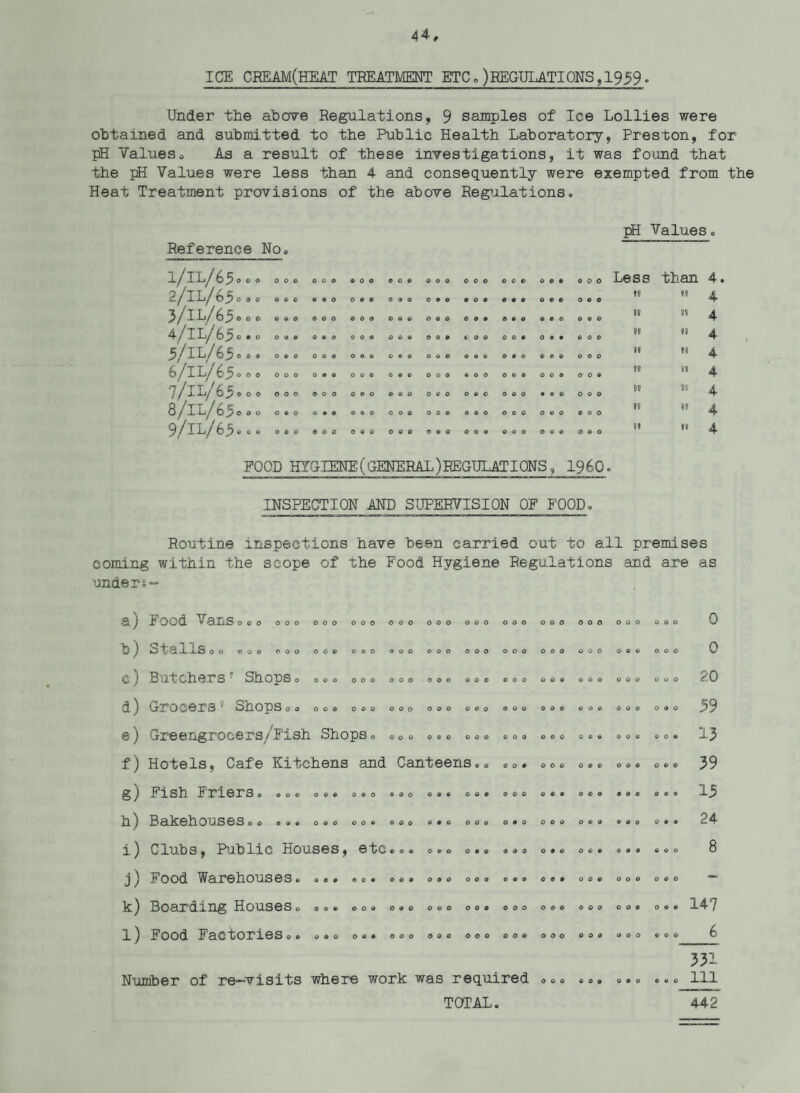 44.
ICE CREAM(HEAT TREATMENT ETC.)REGULATIONS,1959.
Under the above Regulations, 9 samples of Ice Lollies were
obtained and submitted to the Public Health Laboratory, Preston, for
pH Values. As a result of these investigations, it was found that
the pH Values were less than 4 and consequently were exempted from the
Heat Treatment provisions of the above Regulations.
pH Values.
Reference No.
1/IL/65... ... ... ... ... ... ... ... ... ... Less than 4.
2/IL/65... ... ... ... ... ... ... ... ... ... " " 4
3/IL/65... ... ... ... ... ... ... ... ... ... " " 4
4/IL/65... ... ... ... ... ... ... ... ... ... " " 4
5/IL/65... ... ... ... ... ... ... ... ... ... " " 4
6/IL/65... ... ... ... ... ... ... ... ... ... " " 4
7/IL/65... ... ... ... ... ... ... ... ... ... " " 4
8/IL/65... ... ... ... ... ... ... ... ... ... " " 4
9/IL/65... ... ... ... ... ... ... ... ... ... " " 4
FOOD HYGIENE(GENERAL)REGULATIONS, 1960.
INSPECTION AND SUPERVISION OF FOOD.
Routine inspections have been carried out to all premises
coming within the scope of the Food Hygiene Regulations and are as
under:-
a) Food Vans... ... ... ... ... ... ... ... ... ... ... ... 0
b) Stalls.. ... ... ... ... ... ... ... ... ... ... ... ... 0
c) Butchers' Shops. ... ... ... ... ... ... ... ... ... ... 20
d) Grocers' Shops.. ... ... ... ... ... ... ... ... ... ... 59
e) Greengrocers/Fish Shops. ... ... ... ... ... ... ... ... 13
f) Hotels, Cafe Kitchens and Canteens.. ... ... ... ... ... 39
g) Fish Friers. ... ... ... ... ... ... ... ... ... ... ... 15
h) Bakehouses.. ... ... ... ... ... ... ... ... ... ... ... 24
i) Clubs, Public Houses, etc... ... ... ... ... ... ... ... 8
j) Food Warehouses. ... ... ... ... ... ... ... ... ... ... -
k) Boarding Houses. ... ... ... ... ... ... ... ... ... ... 147
l) Food Factories.. ... ... ... ... ... ... ... ... ... ... 6
331
Number of re-visits where work was required ... ... ... ... 111
TOTAL. 442